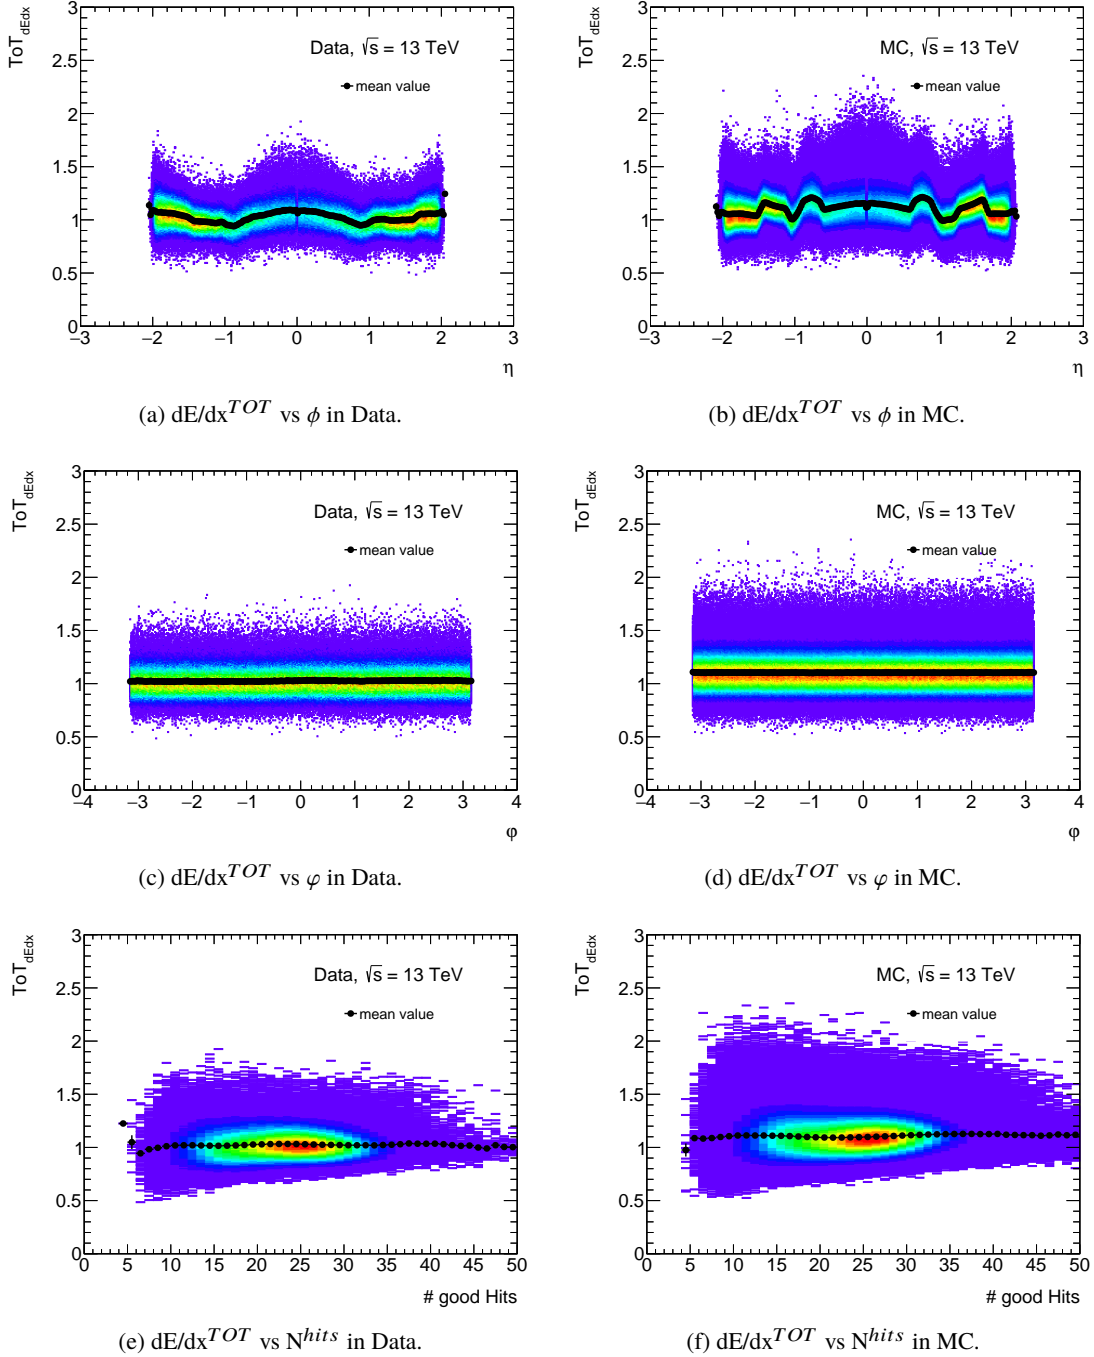 ToT_dEdx
3
2.5
2
1.5
1
0.5
0
Data, √s = 13 TeV
mean value
−3 −2 −1 0 1 2 3
η
(a) dE/dx^TOT vs ϕ in Data.
ToT_dEdx
3
2.5
2
1.5
1
0.5
0
MC, √s = 13 TeV
mean value
−3 −2 −1 0 1 2 3
η
(b) dE/dx^TOT vs ϕ in MC.
ToT_dEdx
3
2.5
2
1.5
1
0.5
0
Data, √s = 13 TeV
mean value
−4 −3 −2 −1 0 1 2 3 4
φ
(c) dE/dx^TOT vs φ in Data.
ToT_dEdx
3
2.5
2
1.5
1
0.5
0
MC, √s = 13 TeV
mean value
−4 −3 −2 −1 0 1 2 3 4
φ
(d) dE/dx^TOT vs φ in MC.
ToT_dEdx
3
2.5
2
1.5
1
0.5
0
Data, √s = 13 TeV
mean value
0 5 10 15 20 25 30 35 40 45 50
# good Hits
(e) dE/dx^TOT vs N^hits in Data.
ToT_dEdx
3
2.5
2
1.5
1
0.5
0
MC, √s = 13 TeV
mean value
0 5 10 15 20 25 30 35 40 45 50
# good Hits
(f) dE/dx^TOT vs N^hits in MC.